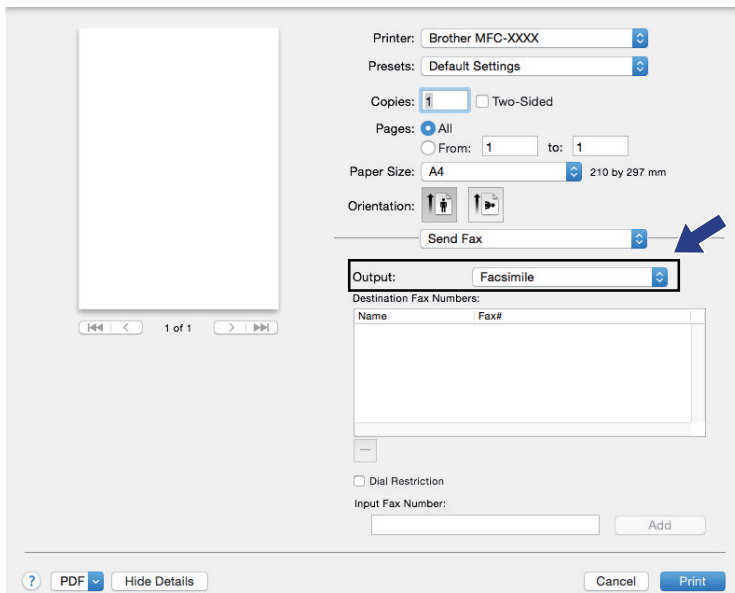 Printer: Brother MFC-XXXX
Presets: Default Settings
Copies: 1 Two-Sided
Pages: All
From: 1 to: 1
Paper Size: A4 210 by 297 mm
Orientation:
Send Fax
Output: Facsimile
Destination Fax Numbers:
Name Fax#
1 of 1
Dial Restriction
Input Fax Number:
Add
? PDF Hide Details Cancel Print